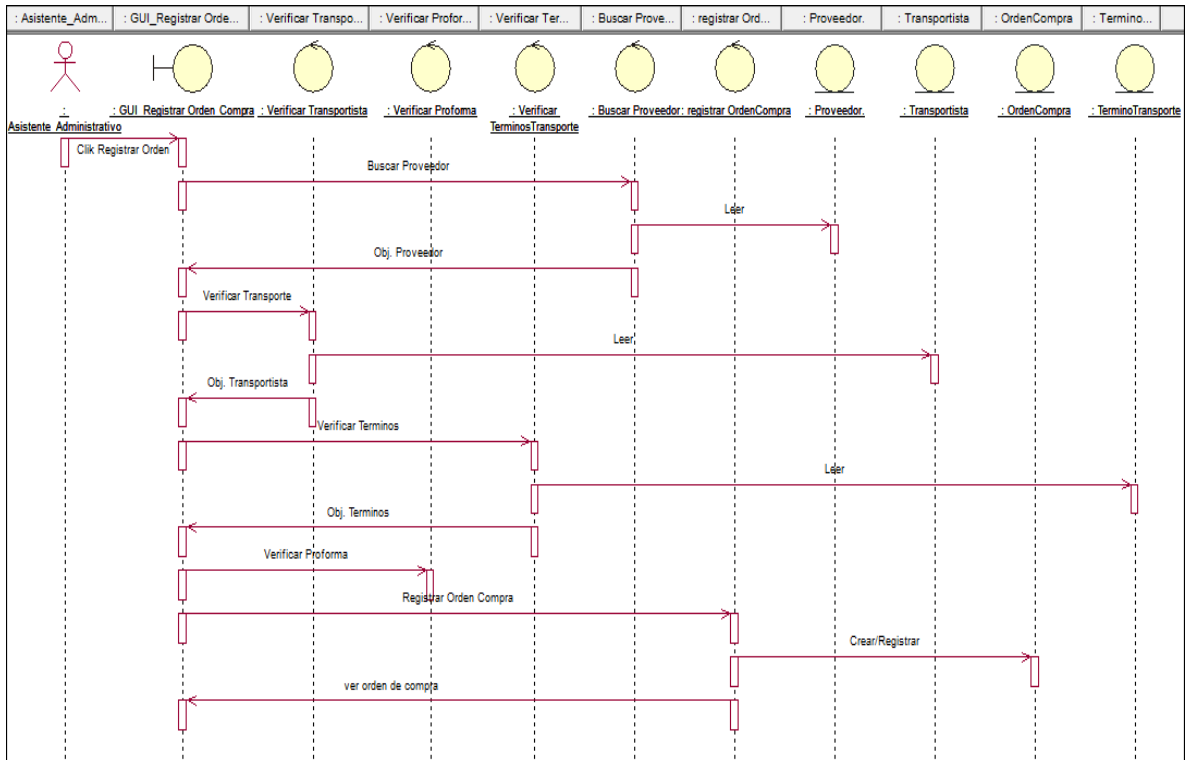 : Asistente_Adm... : GUI_Registrar Orde... : Verificar Transpo... : Verificar Profor... : Verificar Ter... : Buscar Prove... : registrar Ord... : Proveedor. : Transportista : OrdenCompra : Termino...
: GUI_Registrar Orden Compra : Verificar Transportista : Verificar Proforma : Verificar : Buscar Proveedor : registrar OrdenCompra : Proveedor. : Transportista : OrdenCompra : TerminoTransporte
:
Asistente_Administrativo TerminosTransporte
Clik Registrar Orden
Buscar Proveedor
Leer
Obj. Proveedor
Verificar Transporte
Leer
Obj. Transportista
Verificar Terminos
Leer
Obj. Terminos
Verificar Proforma
Registrar Orden Compra
Crear/Registrar
ver orden de compra